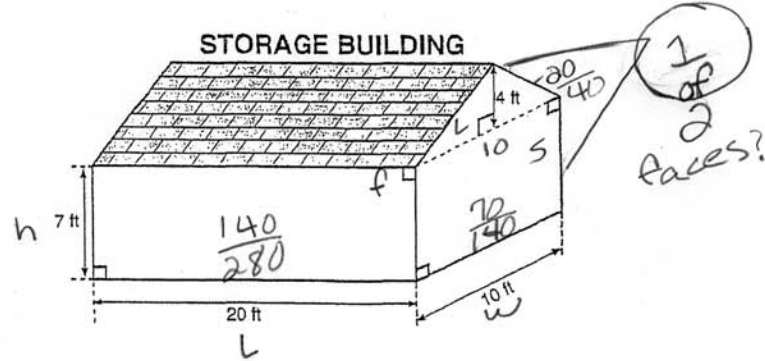 STORAGE BUILDING
1
of
2
faces?
20
40
4 ft
L
10
S
f
h
7 ft
140
280
70
140
20 ft
10 ft
L
w